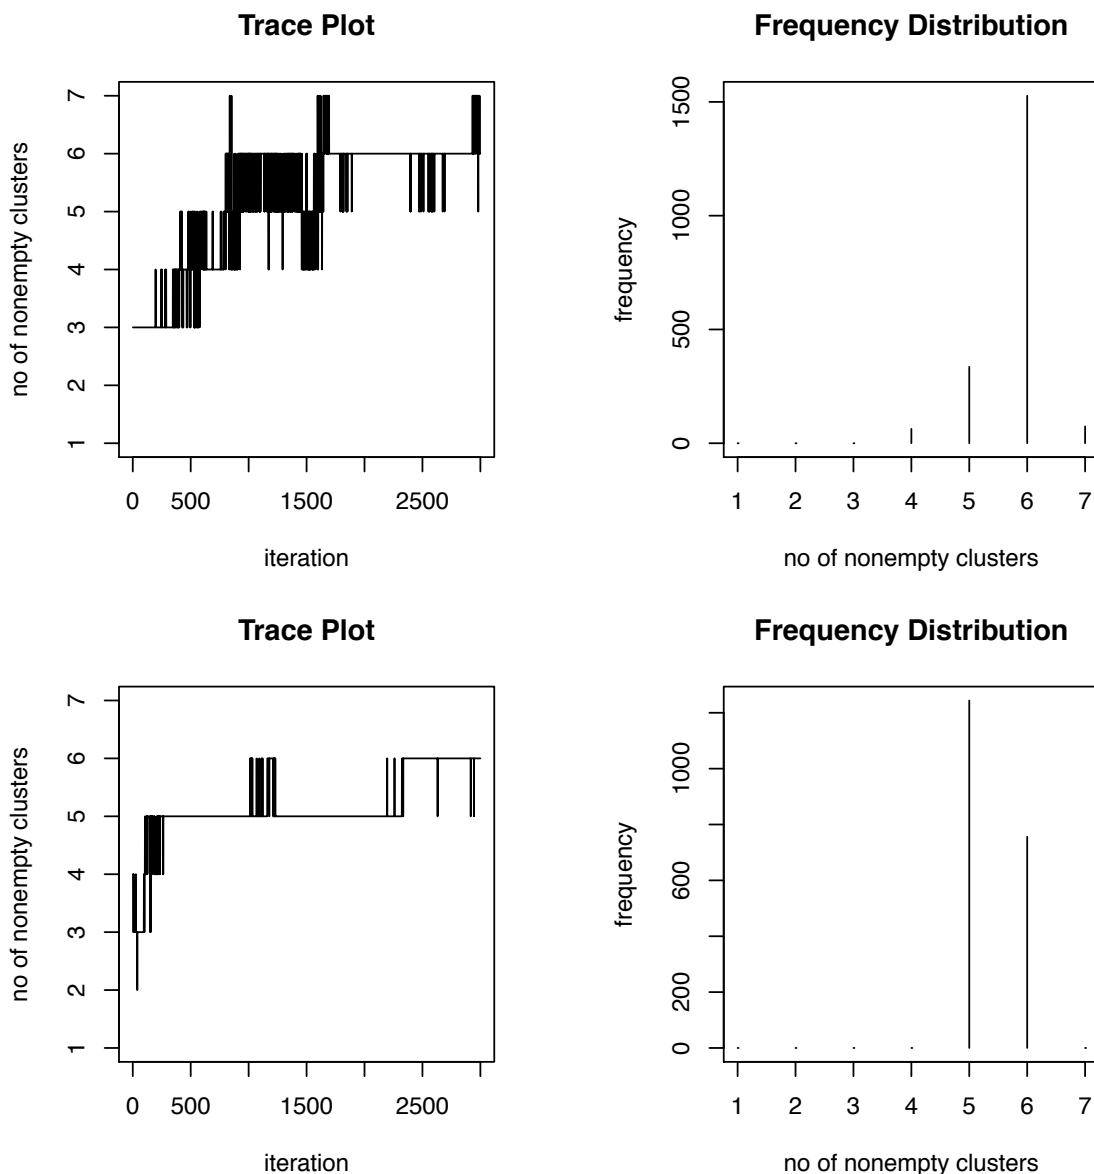 Trace Plot
no of nonempty clusters
7
6
5
4
3
2
1
0 500 1500 2500
iteration
Frequency Distribution
frequency
1500
1000
500
0
1 2 3 4 5 6 7
no of nonempty clusters
Trace Plot
no of nonempty clusters
7
6
5
4
3
2
1
0 500 1500 2500
iteration
Frequency Distribution
frequency
1000
600
200
0
1 2 3 4 5 6 7
no of nonempty clusters